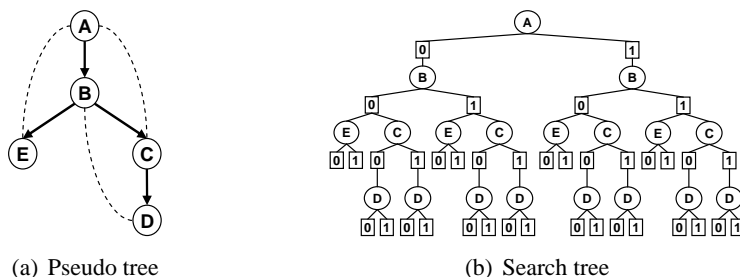 A
B
E
C
D
(a) Pseudo tree
A
0 1
B B
0 1 0 1
E C E C E C E C
0 1 0 1 0 1 0 1 0 1 0 1 0 1 0 1
D D D D D D D D
0 1 0 1 0 1 0 1 0 1 0 1 0 1 0 1
(b) Search tree